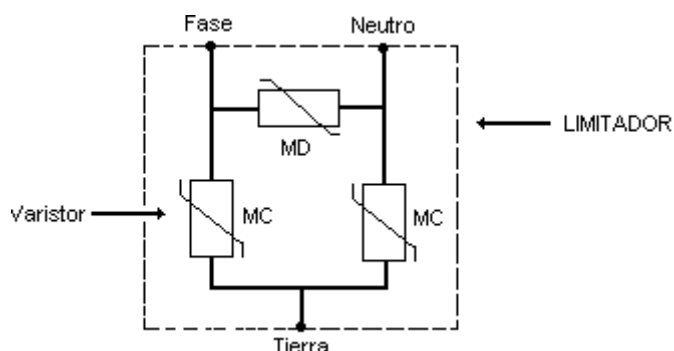 Fase
Neutro
MD
LIMITADOR
Varistor
MC
MC
Tierra